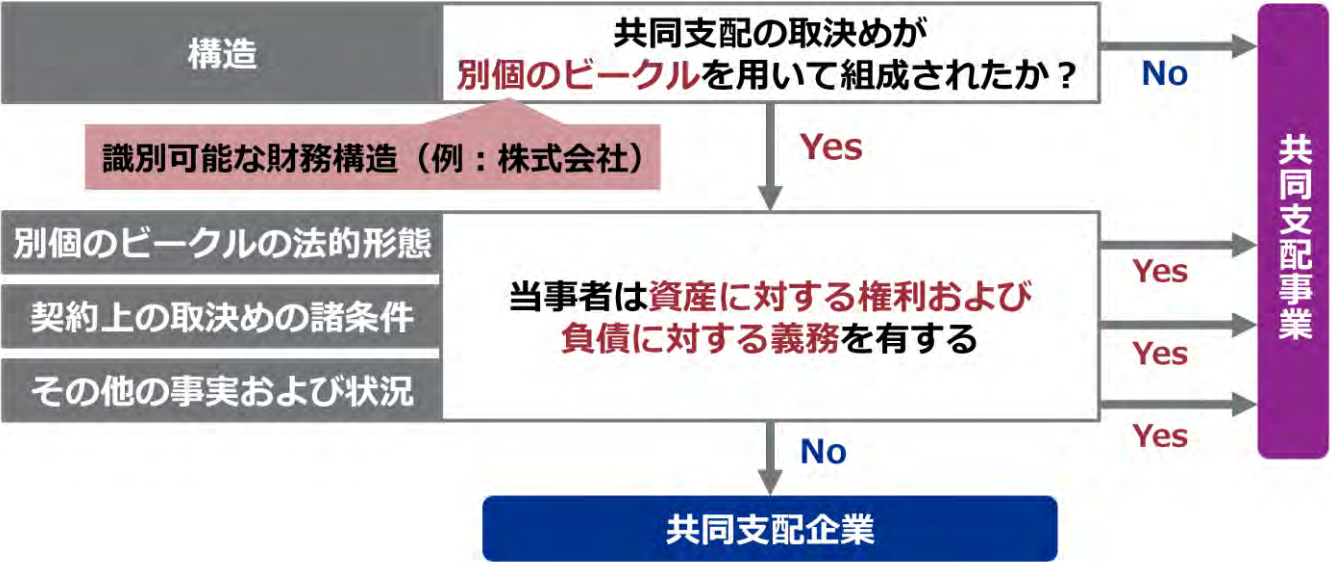 構造
共同支配の取決めが
別個のビークルを用いて組成されたか？
No
識別可能な財務構造（例：株式会社）
Yes
別個のビークルの法的形態
契約上の取決めの諸条件
その他の事実および状況
当事者は資産に対する権利および
負債に対する義務を有する
Yes
Yes
Yes
共同支配事業
No
共同支配企業